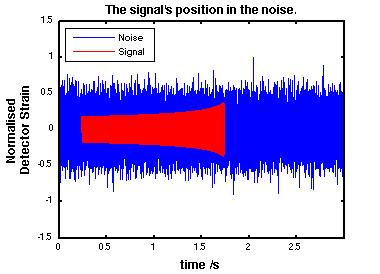 The signal's position in the noise.
1.5
Noise
Signal
1
0.5
0
-0.5
-1
-1.5
Normalised
Detector Strain
0 0.5 1 1.5 2 2.5
time /s